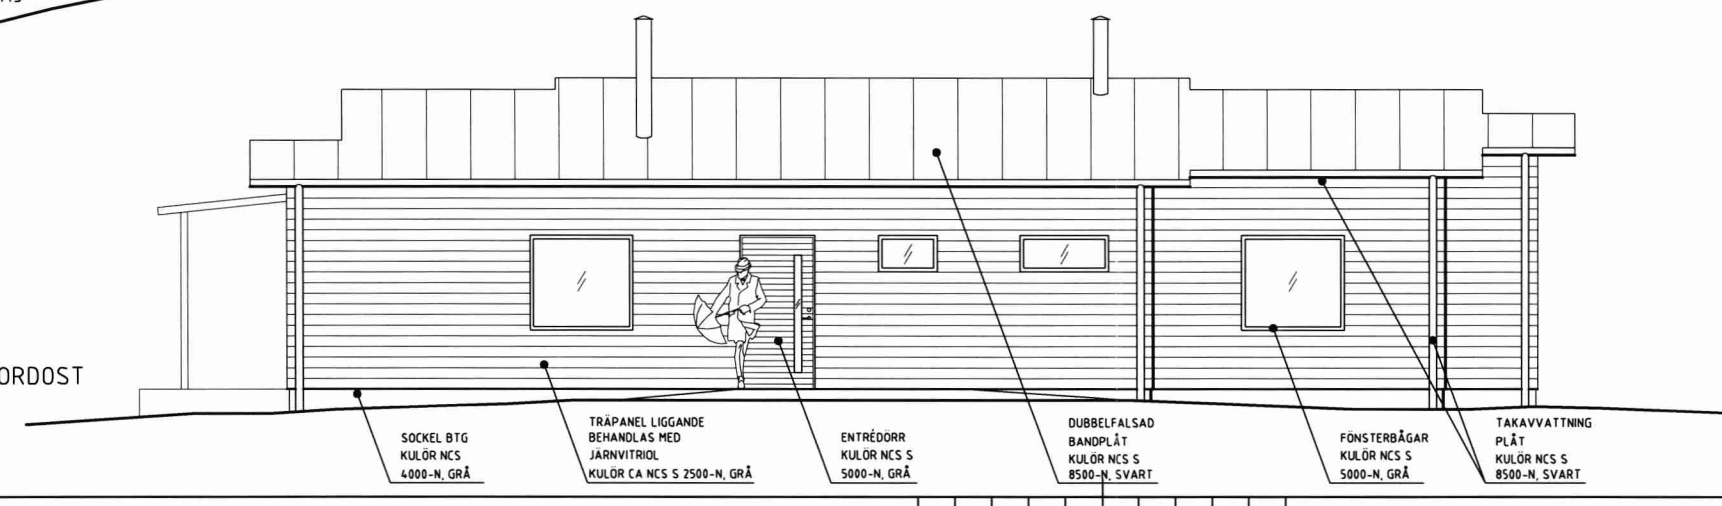 ORDOST
SOCKEL BTG
KULÖR NCS
4000-N, GRÅ
TRÄPANEL LIGGANDE
BEHANDLAS MED
JÄRNVITRIOL
KULÖR CA NCS S 2500-N, GRÅ
ENTRÉDÖRR
KULÖR NCS S
5000-N, GRÅ
DUBBELFALSAD
BANDPLÅT
KULÖR NCS S
8500-N, SVART
FÖNSTERBÅGAR
KULÖR NCS S
5000-N, GRÅ
TAKAVVATTNING
PLÅT
KULÖR NCS S
8500-N, SVART